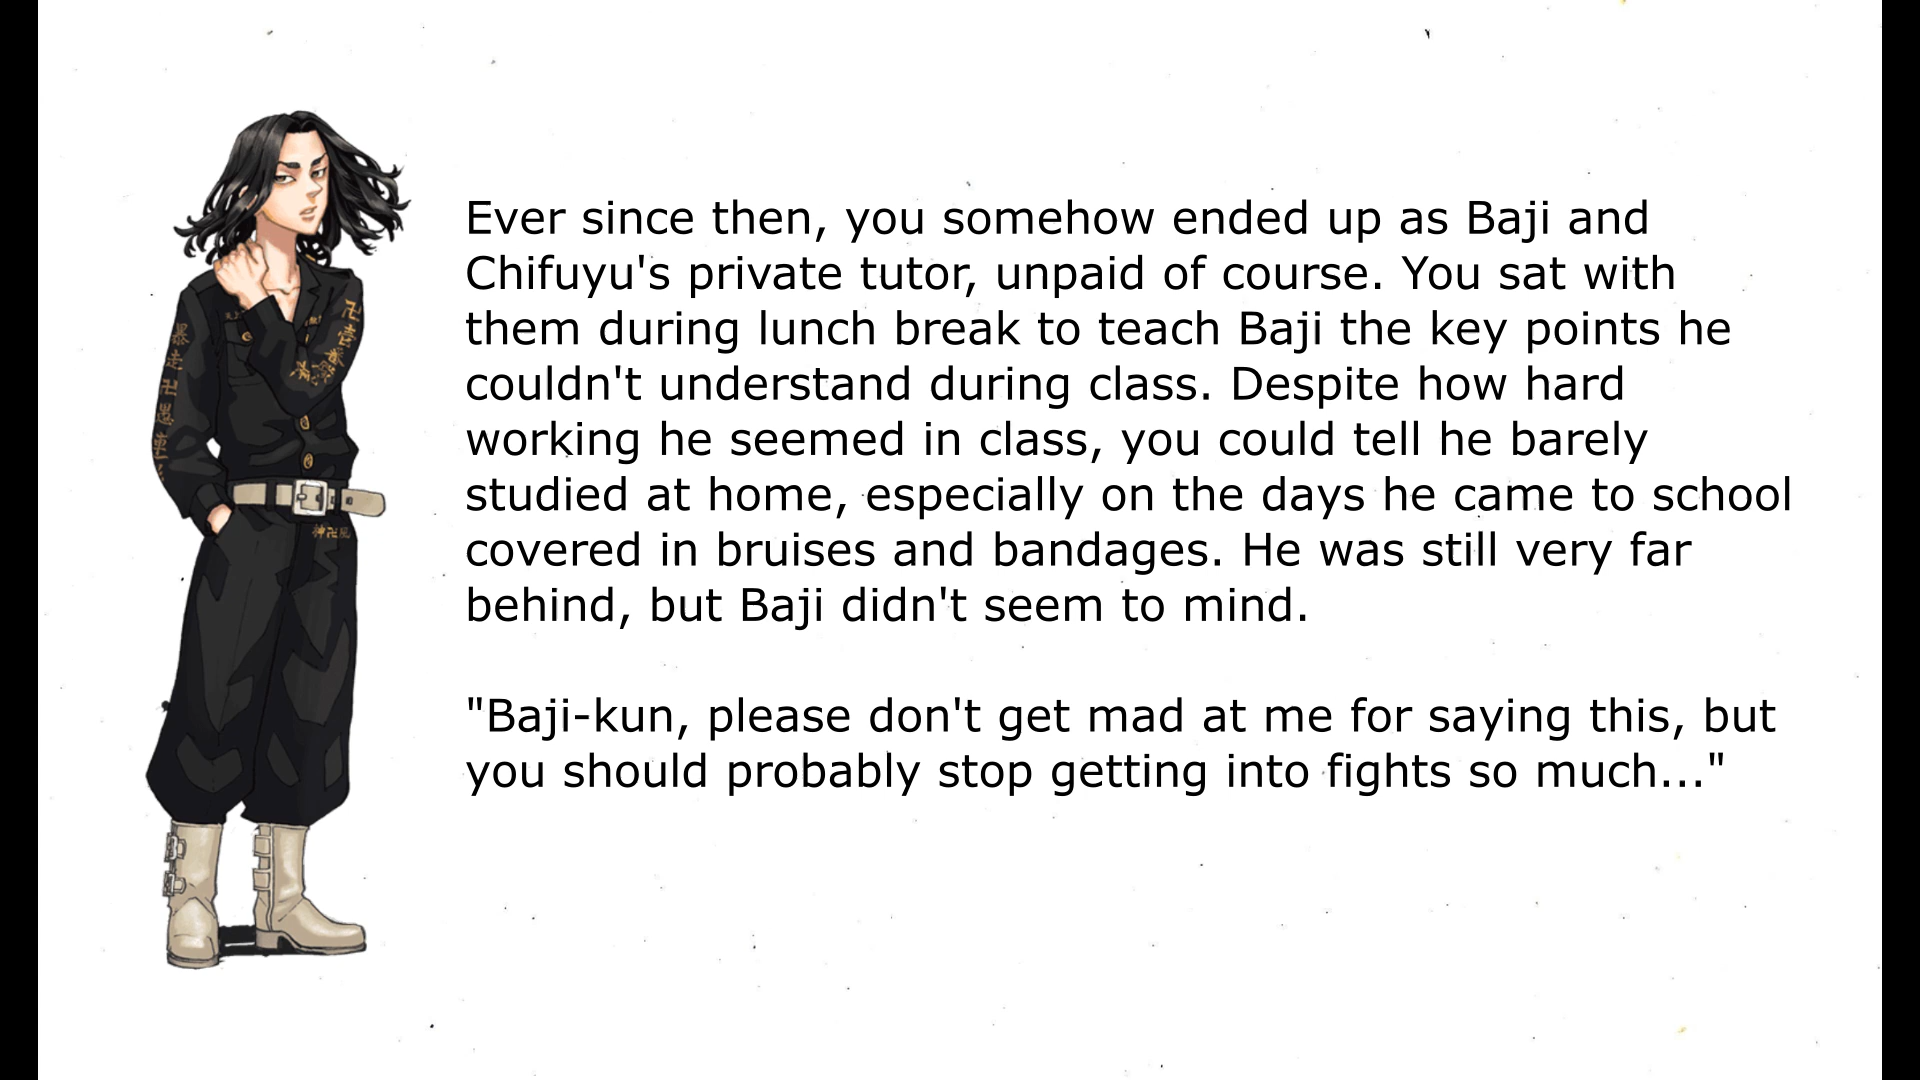 Ever since then, you somehow ended up as Baji and
Chifuyu's private tutor, unpaid of course. You sat with
them during lunch break to teach Baji the key points he
couldn't understand during class. Despite how hard
working he seemed in class, you could tell he barely
studied at home, especially on the days he came to school
covered in bruises and bandages. He was still very far
behind, but Baji didn't seem to mind.
"Baji-kun, please don't get mad at me for saying this, but
you should probably stop getting into fights so much..."